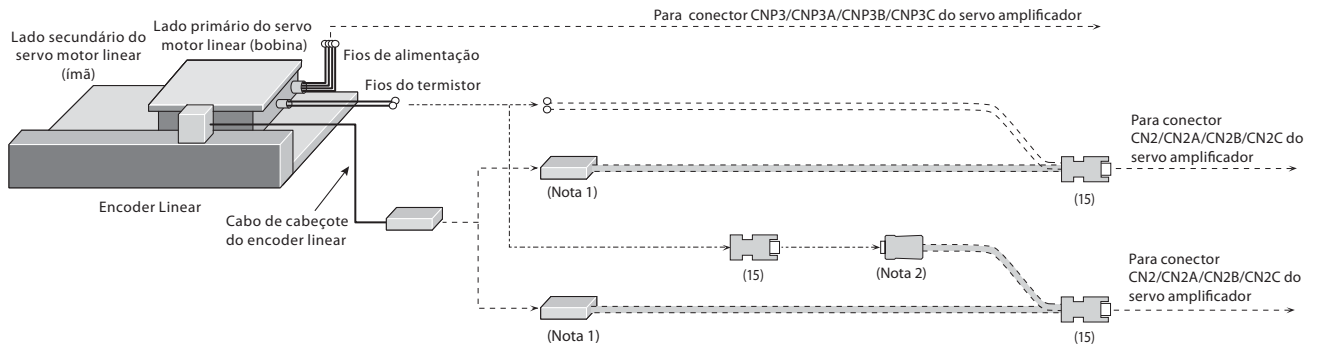 Para conector CNP3/CNP3A/CNP3B/CNP3C do servo amplificador
Lado secundário do
servo motor linear
(ímã)
Lado primário do servo
motor linear (bobina)
Fios de alimentação
Fios do termistor
Para conector
CN2/CN2A/CN2B/CN2C do
servo amplificador
(Nota 1)
(15)
Encoder Linear
Cabo de cabeçote
do encoder linear
(15)
(Nota 2)
Para conector
CN2/CN2A/CN2B/CN2C do
servo amplificador
(Nota 1)
(15)